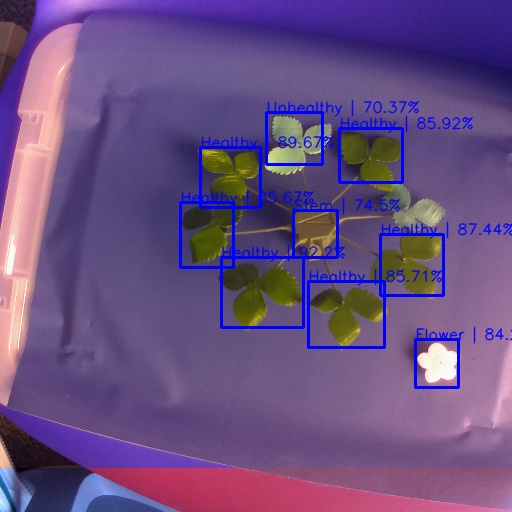 Unhealthy | 70.37%
Healthy | 85.92%
Healthy | 89.67%
Healthy | 85.67%
Stem | 74.5%
Healthy | 87.44%
Healthy | 92.2%
Healthy | 85.71%
Flower | 84.